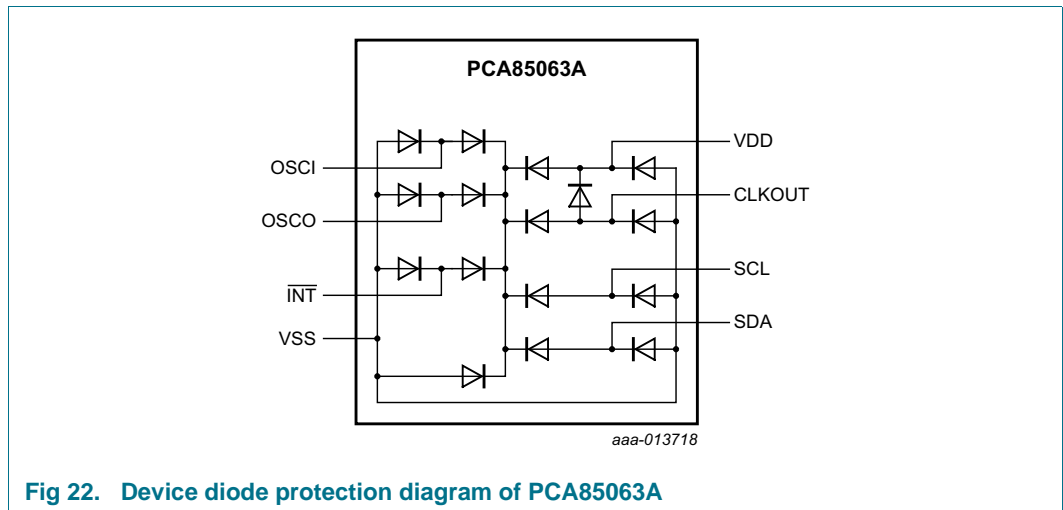 PCA85063A
OSCI
OSCO
INT
VSS
VDD
CLKOUT
SCL
SDA
aaa-013718
Fig 22. Device diode protection diagram of PCA85063A